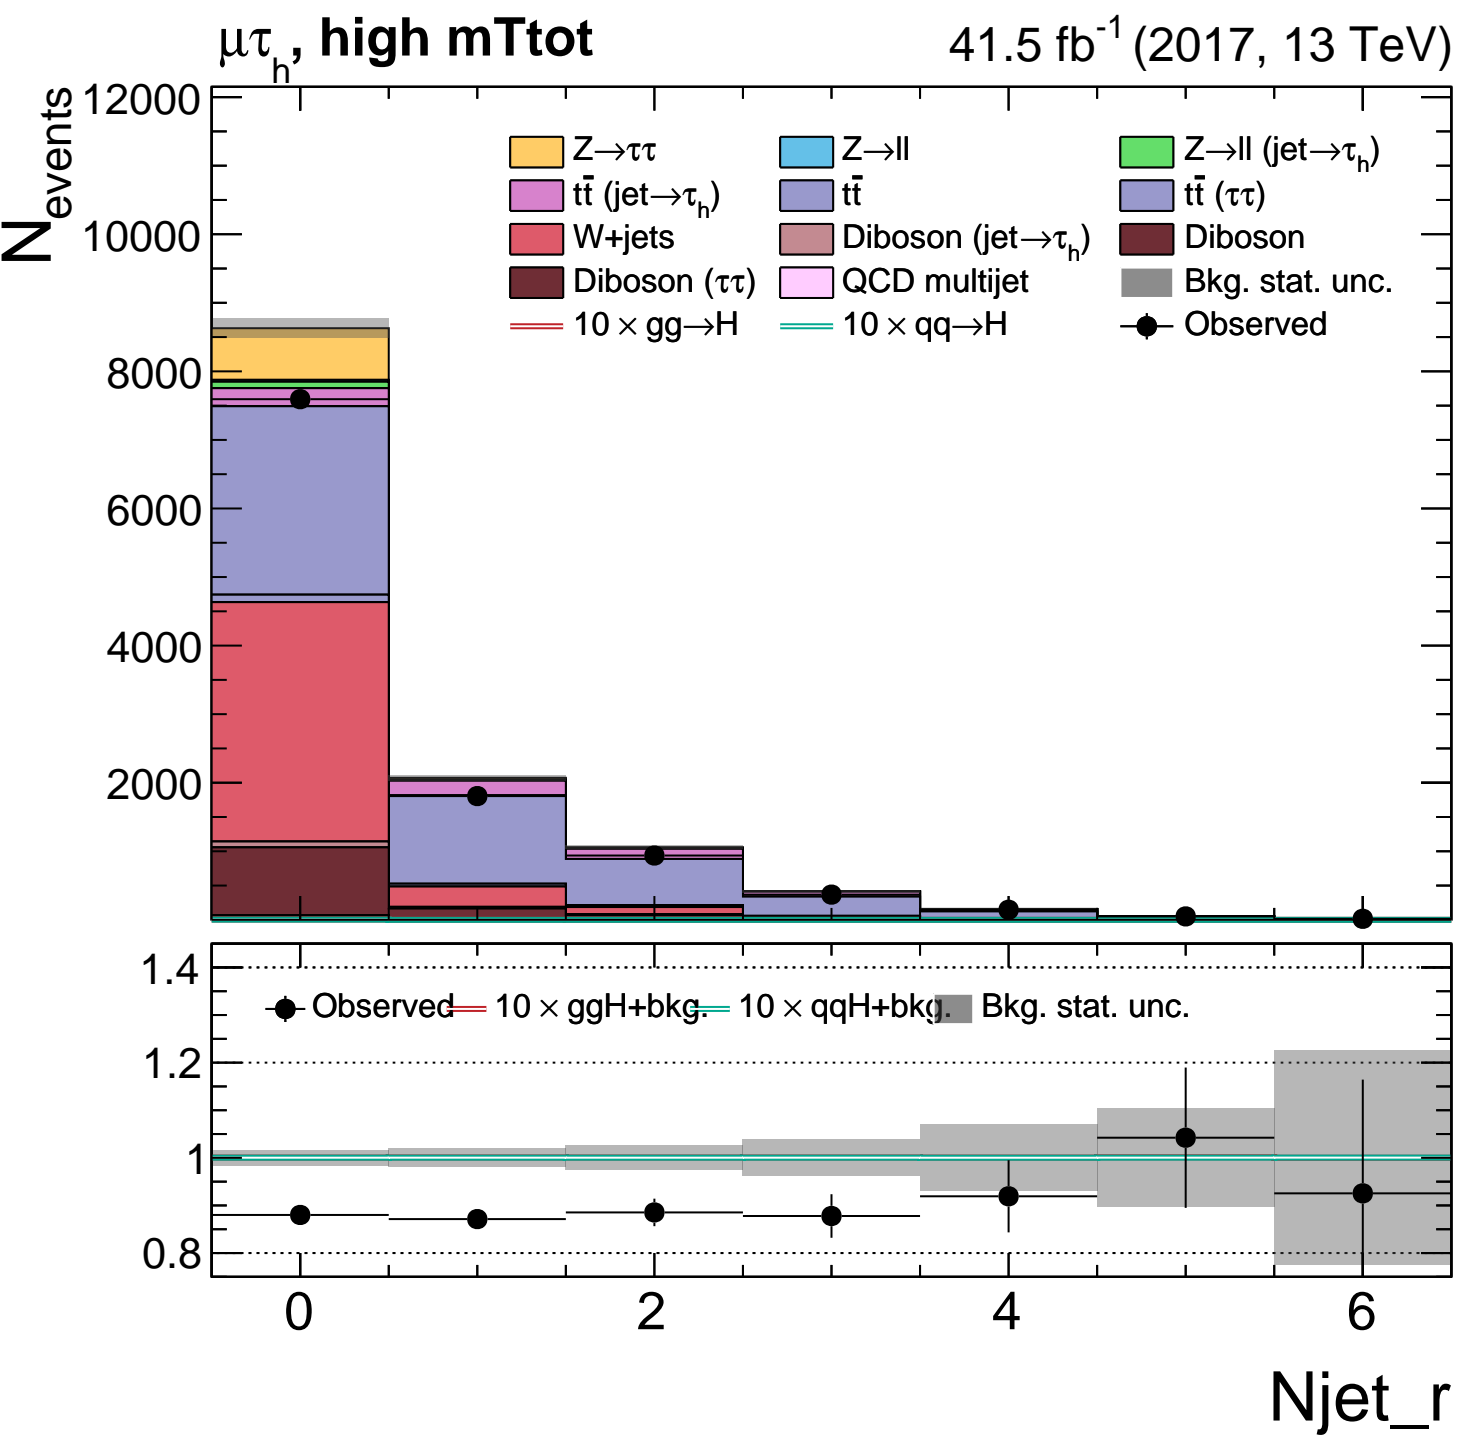 μτh, high mTtot 41.5 fb-1 (2017, 13 TeV)
Nevents
12000
10000
8000
6000
4000
2000
Z→ττ Z→ll Z→ll (jet→τh)
tt̄ (jet→τh) tt̄ tt̄ (ττ)
W+jets Diboson (jet→τh) Diboson
Diboson (ττ) QCD multijet Bkg. stat. unc.
10 × gg→H 10 × qq→H Observed
1.4
1.2
1
0.8
Observed 10 × ggH+bkg. 10 × qqH+bkg. Bkg. stat. unc.
0 2 4 6
Njet_r